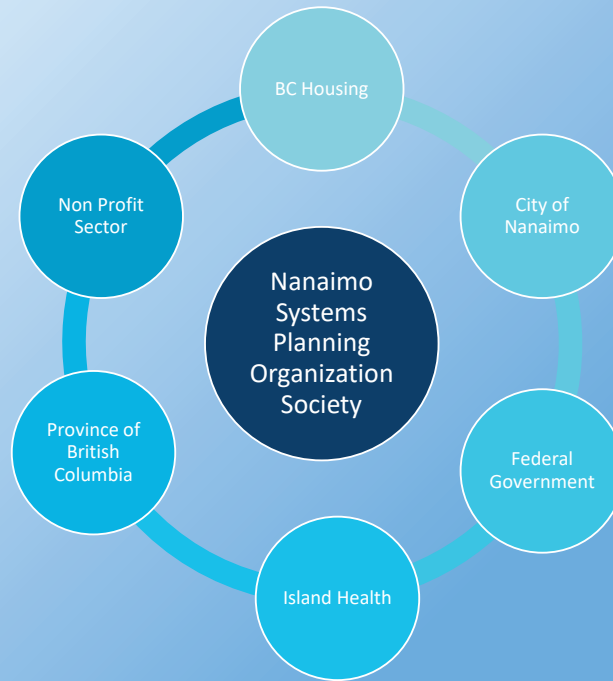 BC Housing
Non Profit
Sector
City of
Nanaimo
Nanaimo
Systems
Planning
Organization
Society
Province of
British
Columbia
Federal
Government
Island Health